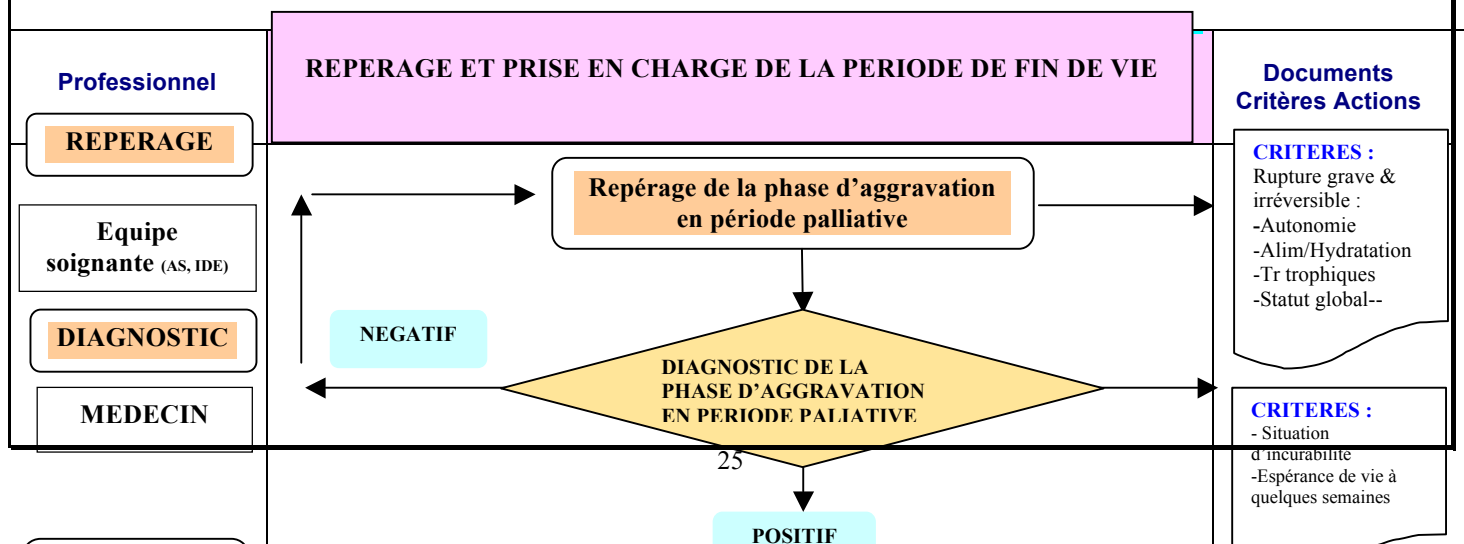 REPERAGE ET PRISE EN CHARGE DE LA PERIODE DE FIN DE VIE
Professionnel
REPERAGE
Equipe
soignante (AS, IDE)
DIAGNOSTIC
MEDECIN
Repérage de la phase d’aggravation
en période palliative
NEGATIF
DIAGNOSTIC DE LA
PHASE D’AGGRAVATION
EN PERIODE PALIATIVE
25
POSITIF
Documents
Critères Actions
CRITERES :
Rupture grave &
irréversible :
-Autonomie
-Alim/Hydratation
-Tr trophiques
-Statut global--
CRITERES :
- Situation
d’incurabilite
-Espérance de vie à
quelques semaines